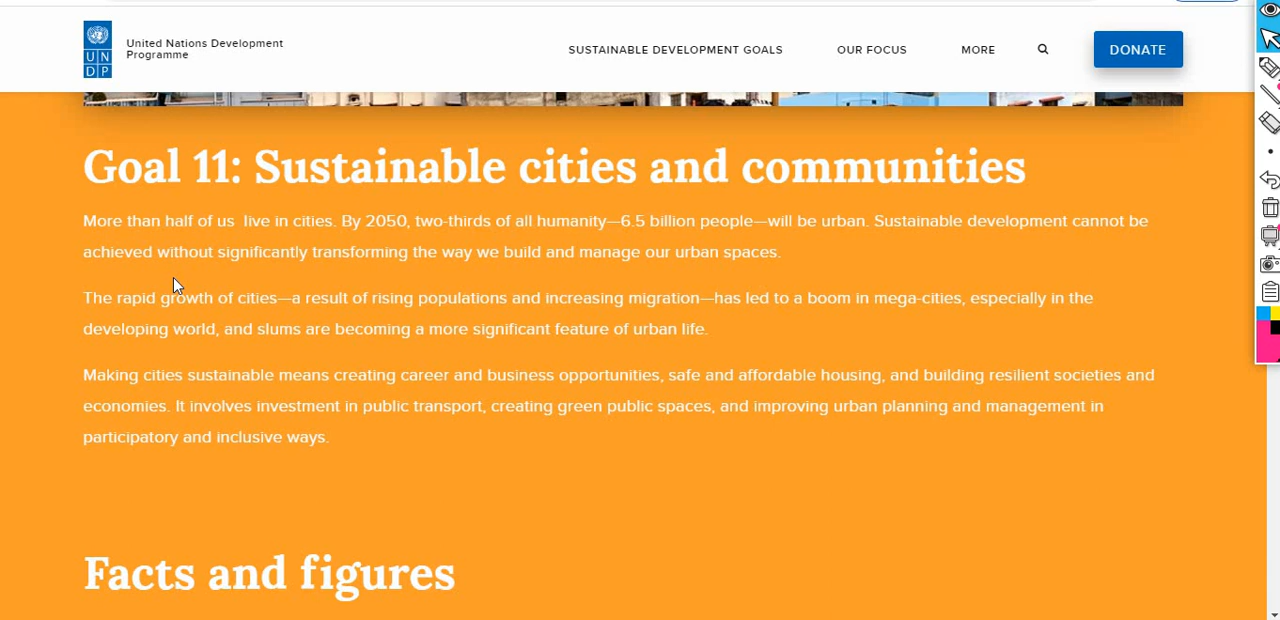 United Nations Development
Programme
UN
DP
SUSTAINABLE DEVELOPMENT GOALS
OUR FOCUS
MORE
DONATE
Goal 11: Sustainable cities and communities
More than half of us  live in cities. By 2050, two-thirds of all humanity—6.5 billion people—will be urban. Sustainable development cannot be
achieved without significantly transforming the way we build and manage our urban spaces.
The rapid growth of cities—a result of rising populations and increasing migration—has led to a boom in mega-cities, especially in the
developing world, and slums are becoming a more significant feature of urban life.
Making cities sustainable means creating career and business opportunities, safe and affordable housing, and building resilient societies and
economies. It involves investment in public transport, creating green public spaces, and improving urban planning and management in
participatory and inclusive ways.
Facts and figures